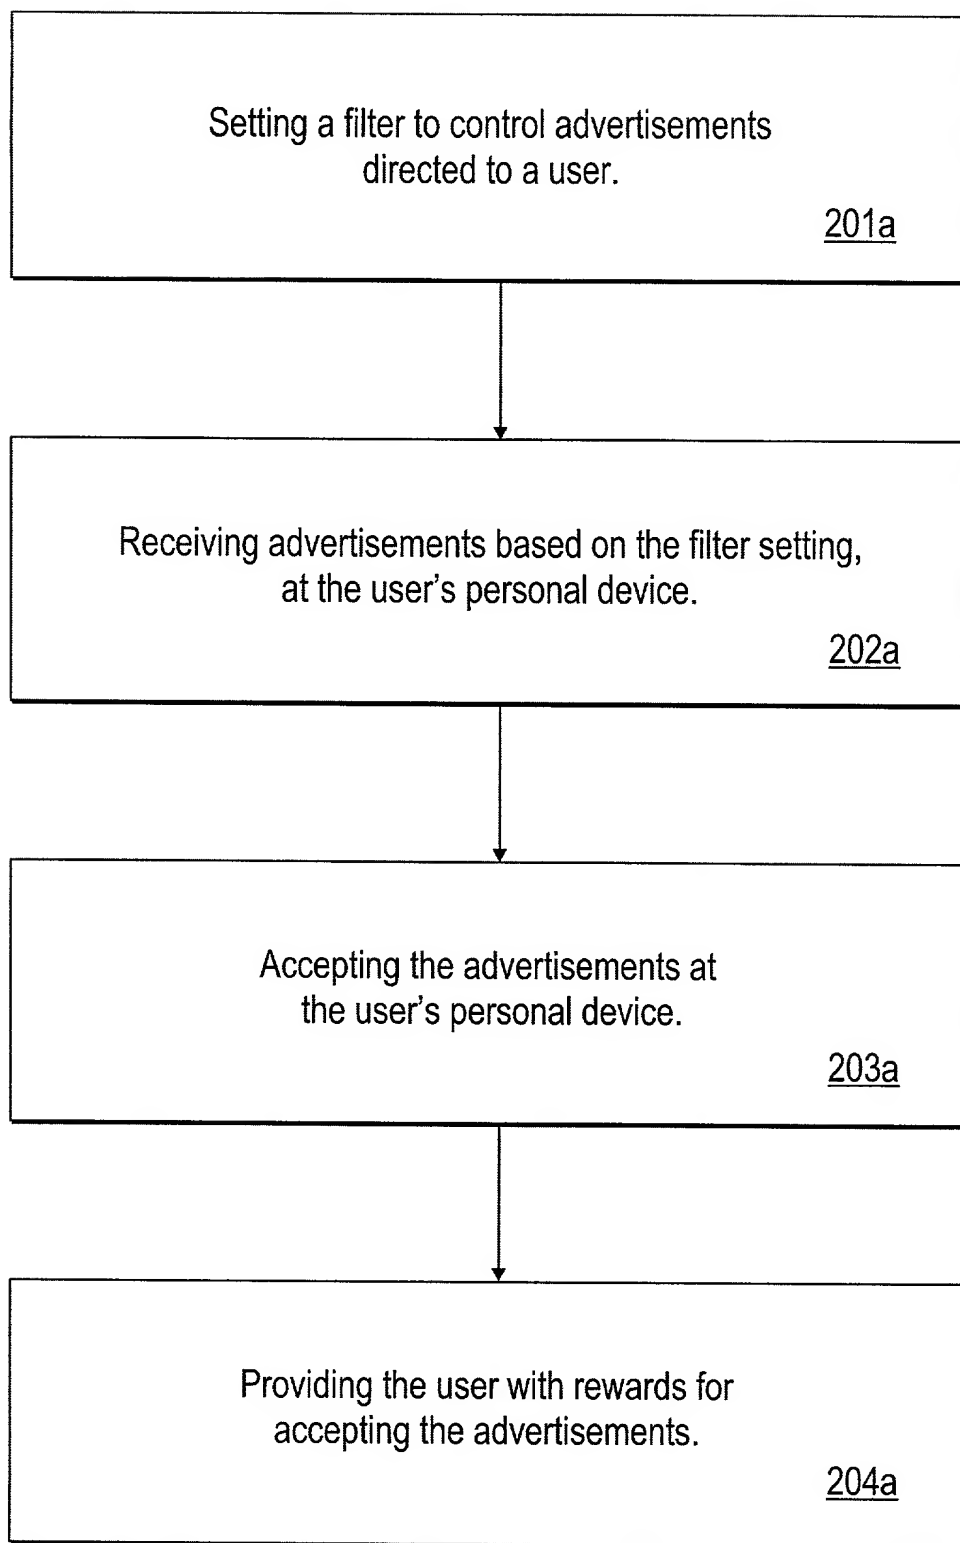 Setting a filter to control advertisements
directed to a user.
201a
Receiving advertisements based on the filter setting,
at the user’s personal device.
202a
Accepting the advertisements at
the user’s personal device.
203a
Providing the user with rewards for
accepting the advertisements.
204a